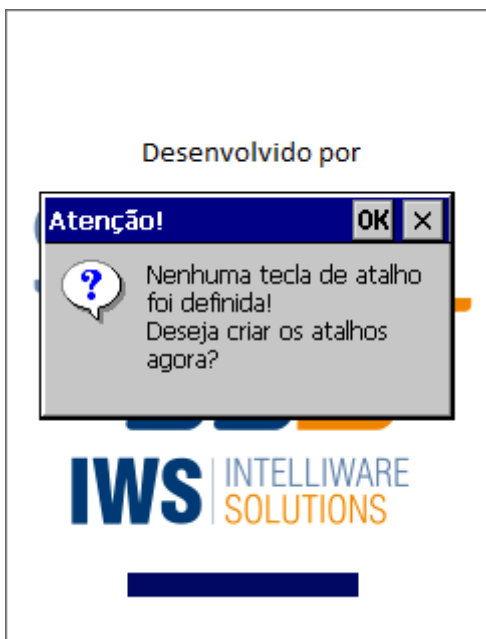 Desenvolvido por
Atenção!
OK
Nenhuma tecla de atalho
foi definida!
Deseja criar os atalhos
agora?
IWS INTELLIWARE
SOLUTIONS